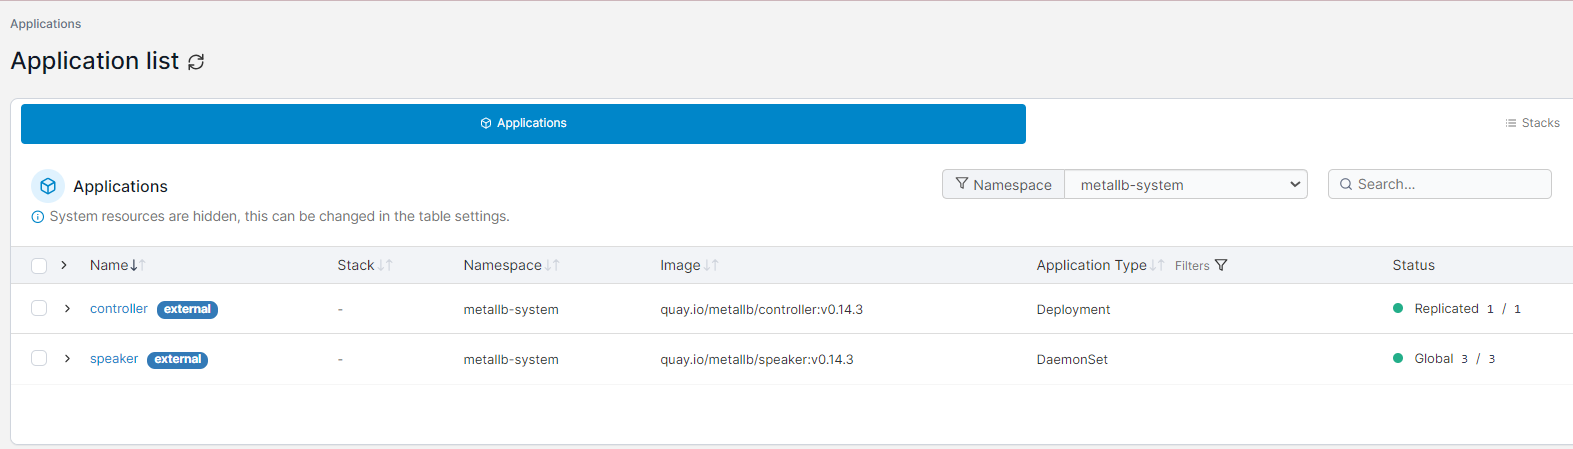 Applications
Application list
Applications
Stacks
Applications
Namespace metallb-system Search...
System resources are hidden, this can be changed in the table settings.
Name Stack Namespace Image Application Type Filters Status
controller external - metallb-system quay.io/metallb/controller:v0.14.3 Deployment Replicated 1 / 1
speaker external - metallb-system quay.io/metallb/speaker:v0.14.3 DaemonSet Global 3 / 3